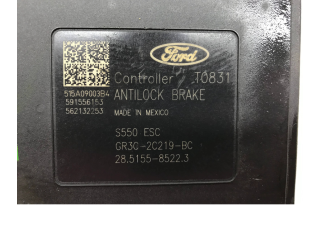 Ford
Controller T0831
515A09003B4 ANTILOCK BRAKE
591556163
562132253 MADE IN MEXICO
S550 ESC
GR3C-2C219-BC
28.5155-8522.3